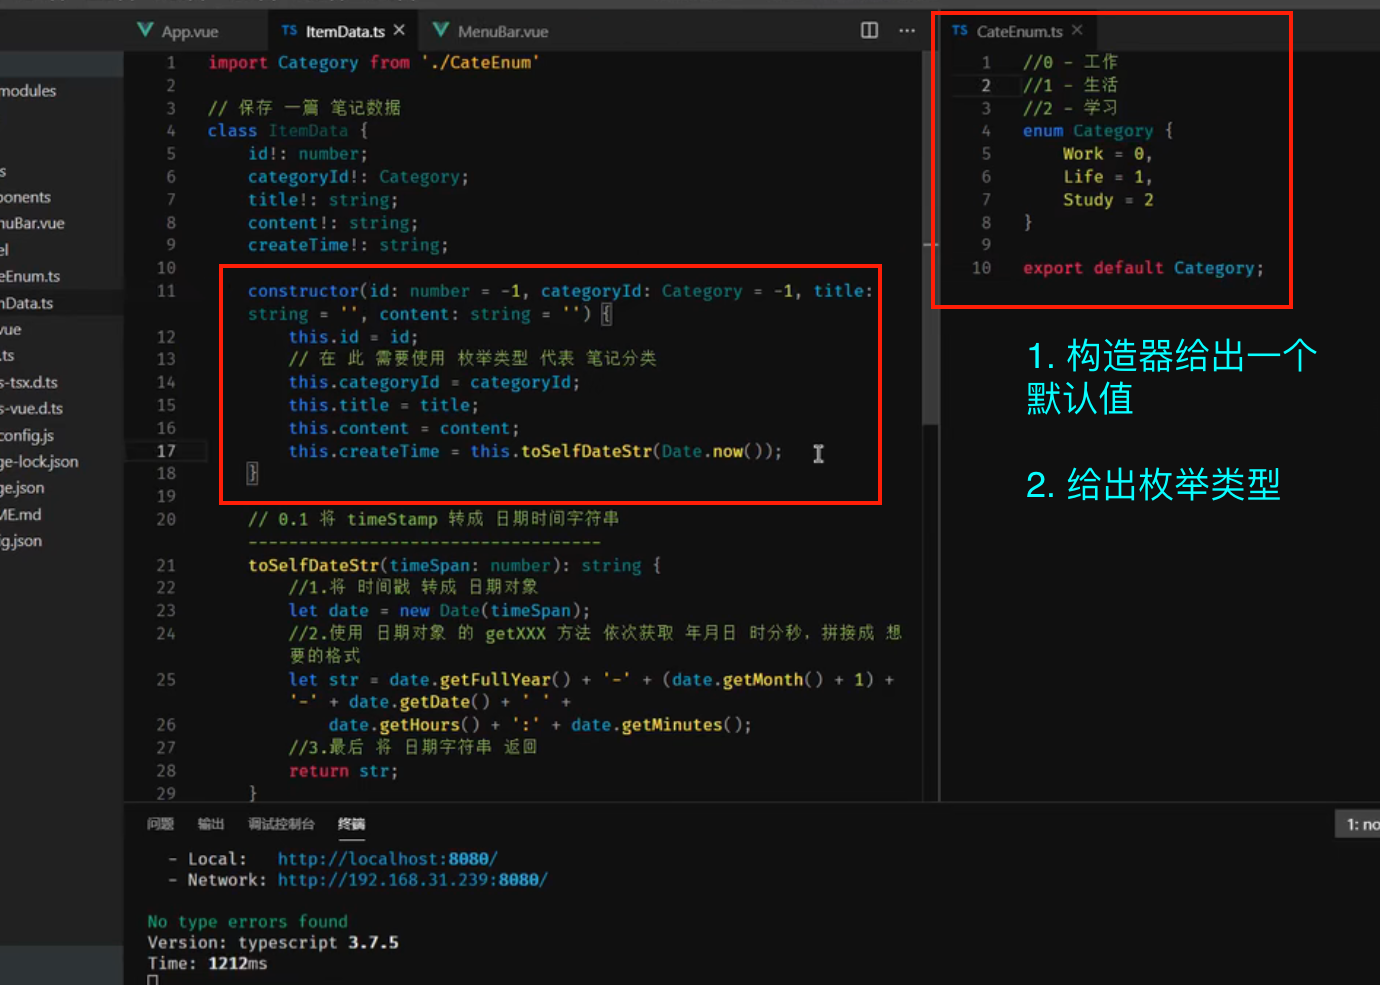 App.vue
TS ItemData.ts ×
MenuBar.vue
···
TS CateEnum.ts ×
modules
s
ponents
nuBar.vue
el
eEnum.ts
nData.ts
vue
.ts
s-tsx.d.ts
s-vue.d.ts
config.js
ge-lock.json
ge.json
ME.md
ig.json
1 import Category from './CateEnum'
2
3 // 保存 一篇 笔记数据
4 class ItemData {
5 id!: number;
6 categoryId!: Category;
7 title!: string;
8 content!: string;
9 createTime!: string;
10
11 constructor(id: number = -1, categoryId: Category = -1, title:
string = '', content: string = '') {
12 this.id = id;
13 // 在 此 需要使用 枚举类型 代表 笔记分类
14 this.categoryId = categoryId;
15 this.title = title;
16 this.content = content;
17 this.createTime = this.toSelfDateStr(Date.now());
18 }
19
20 // 0.1 将 timeStamp 转成 日期时间字符串
-----------------------------------
21 toSelfDateStr(timeSpan: number): string {
22 //1.将 时间戳 转成 日期对象
23 let date = new Date(timeSpan);
24 //2.使用 日期对象 的 getXXX 方法 依次获取 年月日 时分秒，拼接成 想
要的格式
25 let str = date.getFullYear() + '-' + (date.getMonth() + 1) +
'-' + date.getDate() + ' ' +
26 date.getHours() + ':' + date.getMinutes();
27 //3.最后 将 日期字符串 返回
28 return str;
29 }
1 //0 - 工作
2 //1 - 生活
3 //2 - 学习
4 enum Category {
5 Work = 0,
6 Life = 1,
7 Study = 2
8 }
9
10 export default Category;
1. 构造器给出一个
默认值
2. 给出枚举类型
问题 输出 调试控制台 终端
1: no
- Local: http://localhost:8080/
- Network: http://192.168.31.239:8080/
No type errors found
Version: typescript 3.7.5
Time: 1212ms